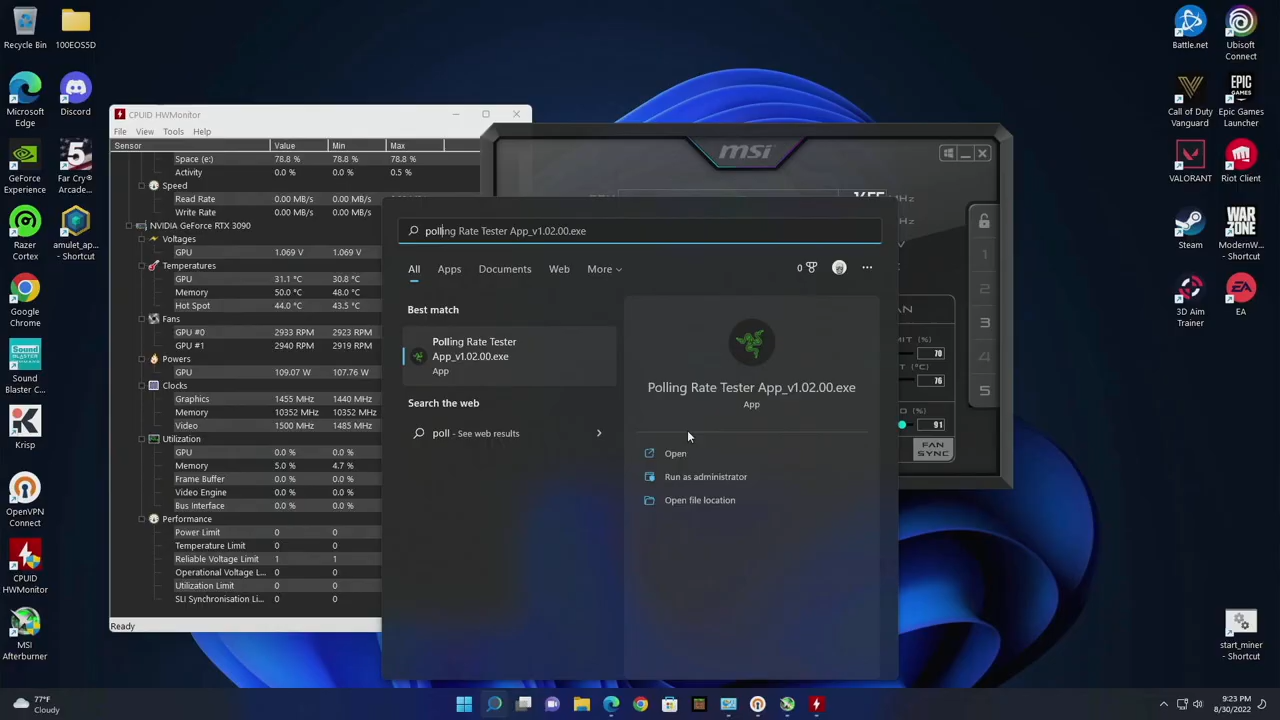 Recycle Bin
100EOS5D
Microsoft
Edge
Discord
GeForce
Experience
Far Cry®
Arcade...
Razer
Cortex
amulet_ap...
- Shortcut
Google
Chrome
Sound
Blaster C...
Krisp
OpenVPN
Connect
CPUID
HWMonitor
MSI
Afterburner
CPUID HWMonitor
File View Tools Help
Sensor Value Min Max
Space (e:) 78.8 % 78.8 % 78.8 %
Activity 0.0 % 0.0 % 0.5 %
Speed
Read Rate 0.00 MB/s 0.00 MB/s
Write Rate 0.00 MB/s 0.00 MB/s
NVIDIA GeForce RTX 3090
Voltages
GPU 1.069 V 1.069 V
Temperatures
GPU 31.1 °C 30.8 °C
Memory 50.0 °C 48.0 °C
Hot Spot 44.0 °C 43.5 °C
Fans
GPU #0 2933 RPM 2923 RPM
GPU #1 2940 RPM 2919 RPM
Powers
GPU 109.07 W 107.76 W
Clocks
Graphics 1455 MHz 1440 MHz
Memory 10352 MHz 10352 MHz
Video 1500 MHz 1485 MHz
Utilization
GPU 0.0 % 0.0 %
Memory 5.0 % 4.7 %
Frame Buffer 0.0 % 0.0 %
Video Engine 0.0 % 0.0 %
Bus Interface 0.0 % 0.0 %
Performance
Power Limit 0 0
Temperature Limit 0 0
Reliable Voltage Limit 1 1
Operational Voltage L... 0 0
Utilization Limit 0 0
SLI Synchronisation Li... 0 0
Ready
msi
1
2
3
4
5
70
76
91
FAN
SYNC
polling Rate Tester App_v1.02.00.exe
All Apps Documents Web More
0
Best match
Polling Rate Tester
App_v1.02.00.exe
App
Search the web
poll - See web results
Polling Rate Tester App_v1.02.00.exe
App
Open
Run as administrator
Open file location
Battle.net
Ubisoft
Connect
Call of Duty
Vanguard
Epic Games
Launcher
EPIC
GAMES
VALORANT
Riot Client
Steam
WAR
ZONE
ModernW...
- Shortcut
3D Aim
Trainer
EA
start_miner
- Shortcut
77°F
Cloudy
9:23 PM
8/30/2022